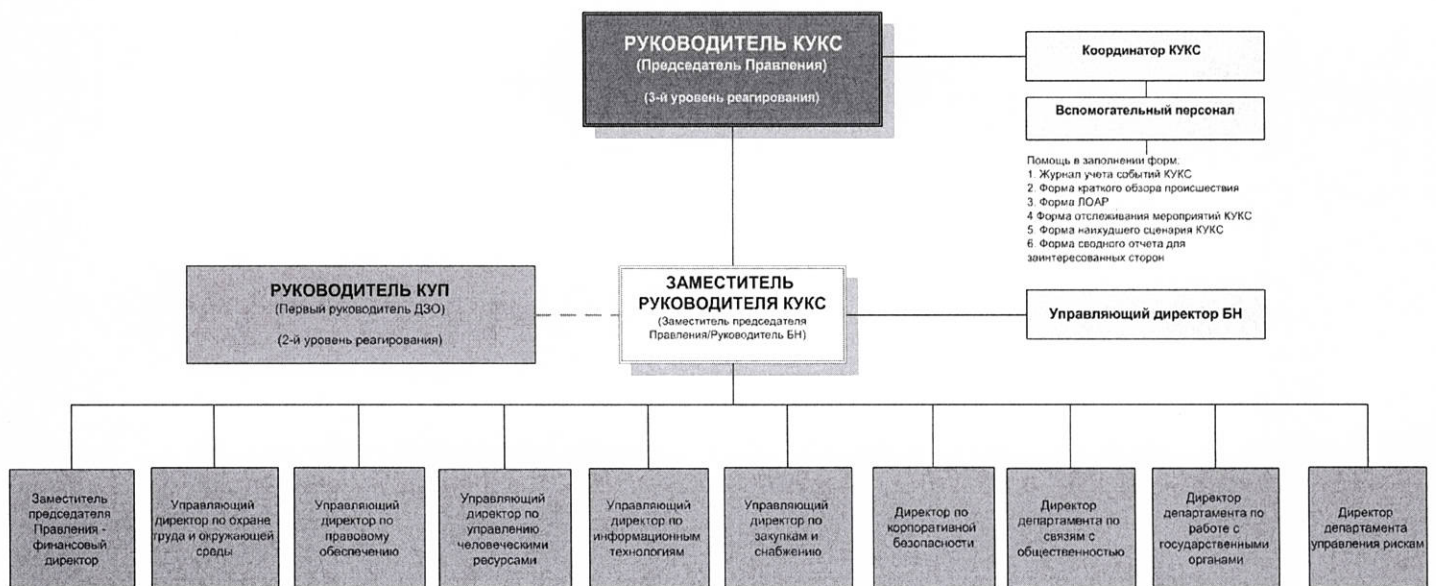 РУКОВОДИТЕЛЬ КУКС
(Председатель Правления)
(3-й уровень реагирования)
Координатор КУКС
Вспомогательный персонал
Помощь в заполнении форм:
1. Журнал учета событий КУКС
2. Форма краткого обзора происшествия
3. Форма ЛОАР
4 Форма отслеживания мероприятий КУКС
5. Форма наихудшего сценария КУКС
6. Форма сводного отчета для
заинтересованных сторон
РУКОВОДИТЕЛЬ КУП
(Первый руководитель ДЗО)
(2-й уровень реагирования)
ЗАМЕСТИТЕЛЬ
РУКОВОДИТЕЛЯ КУКС
(Заместитель председателя
Правления/Руководитель БН)
Управляющий директор БН
Заместитель
председателя
Правления -
финансовый
директор
Управляющий
директор по охране
труда и окружающей
среды
Управляющий
директор по
правовому
обеспечению
Управляющий
директор по
управлению
человеческими
ресурсами
Управляющий
директор по
информационным
технологиям
Управляющий
директор по
закупкам и
снабжению
Директор по
корпоративной
безопасности
Директор
департамента по
связям с
общественностью
Директор
департамента по
работе с
государственными
органами
Директор
департамента
управления рискам